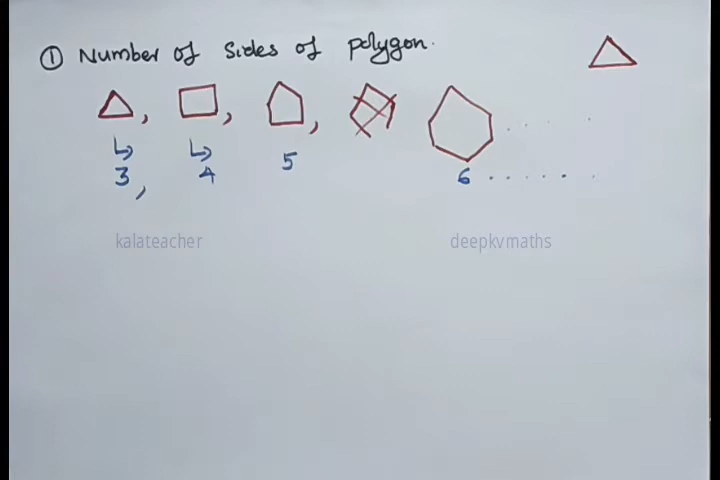 ① Number of sides of polygon.
, , , . . . .
3, 4 5 6 . . . . . .
kalateacher deepkvmaths